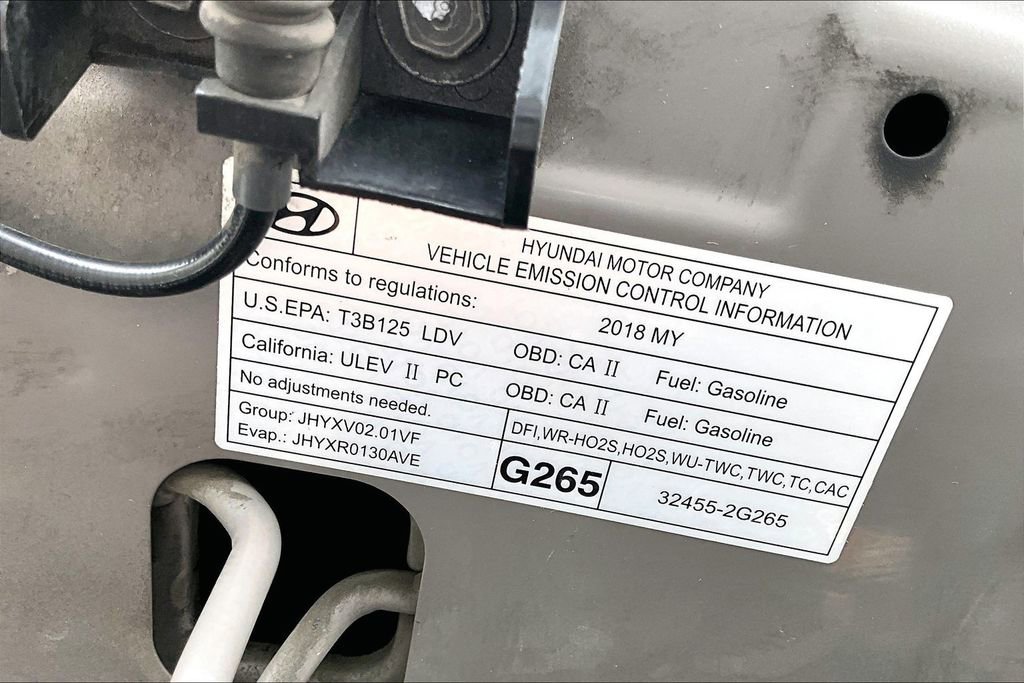 HYUNDAI MOTOR COMPANY
VEHICLE EMISSION CONTROL INFORMATION
Conforms to regulations: 2018 MY
U.S.EPA: T3B125 LDV OBD: CA II Fuel: Gasoline
California: ULEV II PC OBD: CA II Fuel: Gasoline
No adjustments needed.
DFI,WR-HO2S,HO2S,WU-TWC,TWC,TC,CAC
Group: JHYXV02.01VF
Evap.: JHYXR0130AVE
G265
32455-2G265